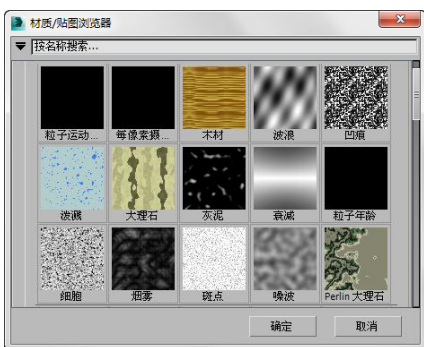 材质/贴图浏览器
按名称搜索...
粒子运动... 每像素摄... 木材 波浪 凹痕
泼溅 大理石 灰泥 衰减 粒子年龄
细胞 烟雾 斑点 噪波 Perlin 大理石
确定 取消